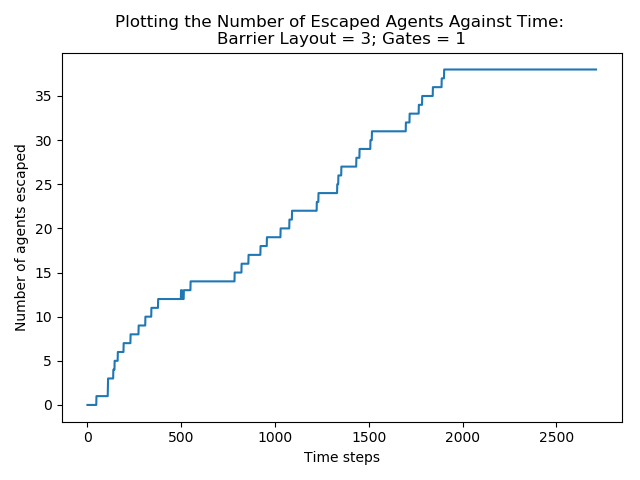 Plotting the Number of Escaped Agents Against Time:
Barrier Layout = 3; Gates = 1
Number of agents escaped
35
30
25
20
15
10
5
0
0 500 1000 1500 2000 2500
Time steps